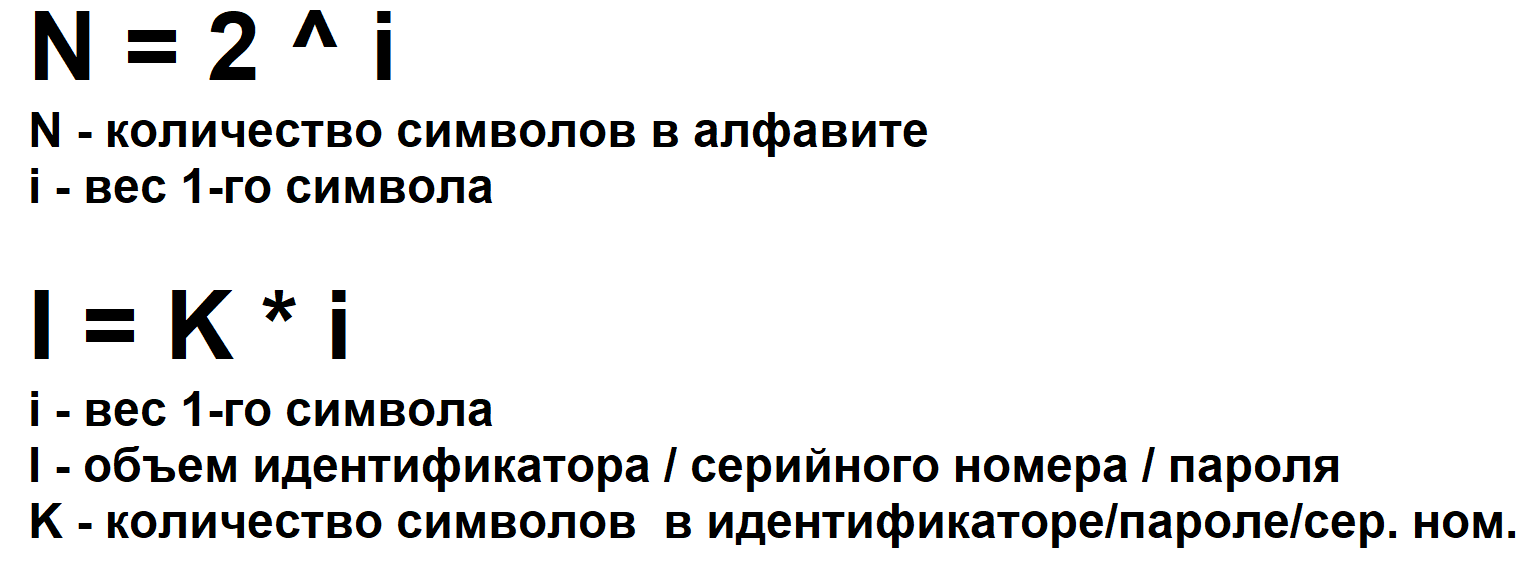 N = 2 ^ i
N - количество символов в алфавите
i - вес 1-го символа
I = K * i
i - вес 1-го символа
I - объем идентификатора / серийного номера / пароля
K - количество символов  в идентификаторе/пароле/сер. ном.